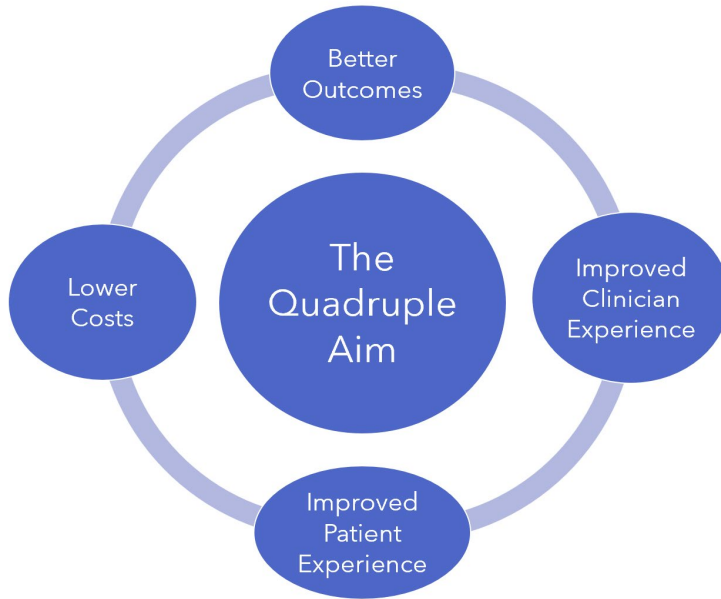 Better
Outcomes
The
Quadruple
Aim
Improved
Clinician
Experience
Lower
Costs
Improved
Patient
Experience